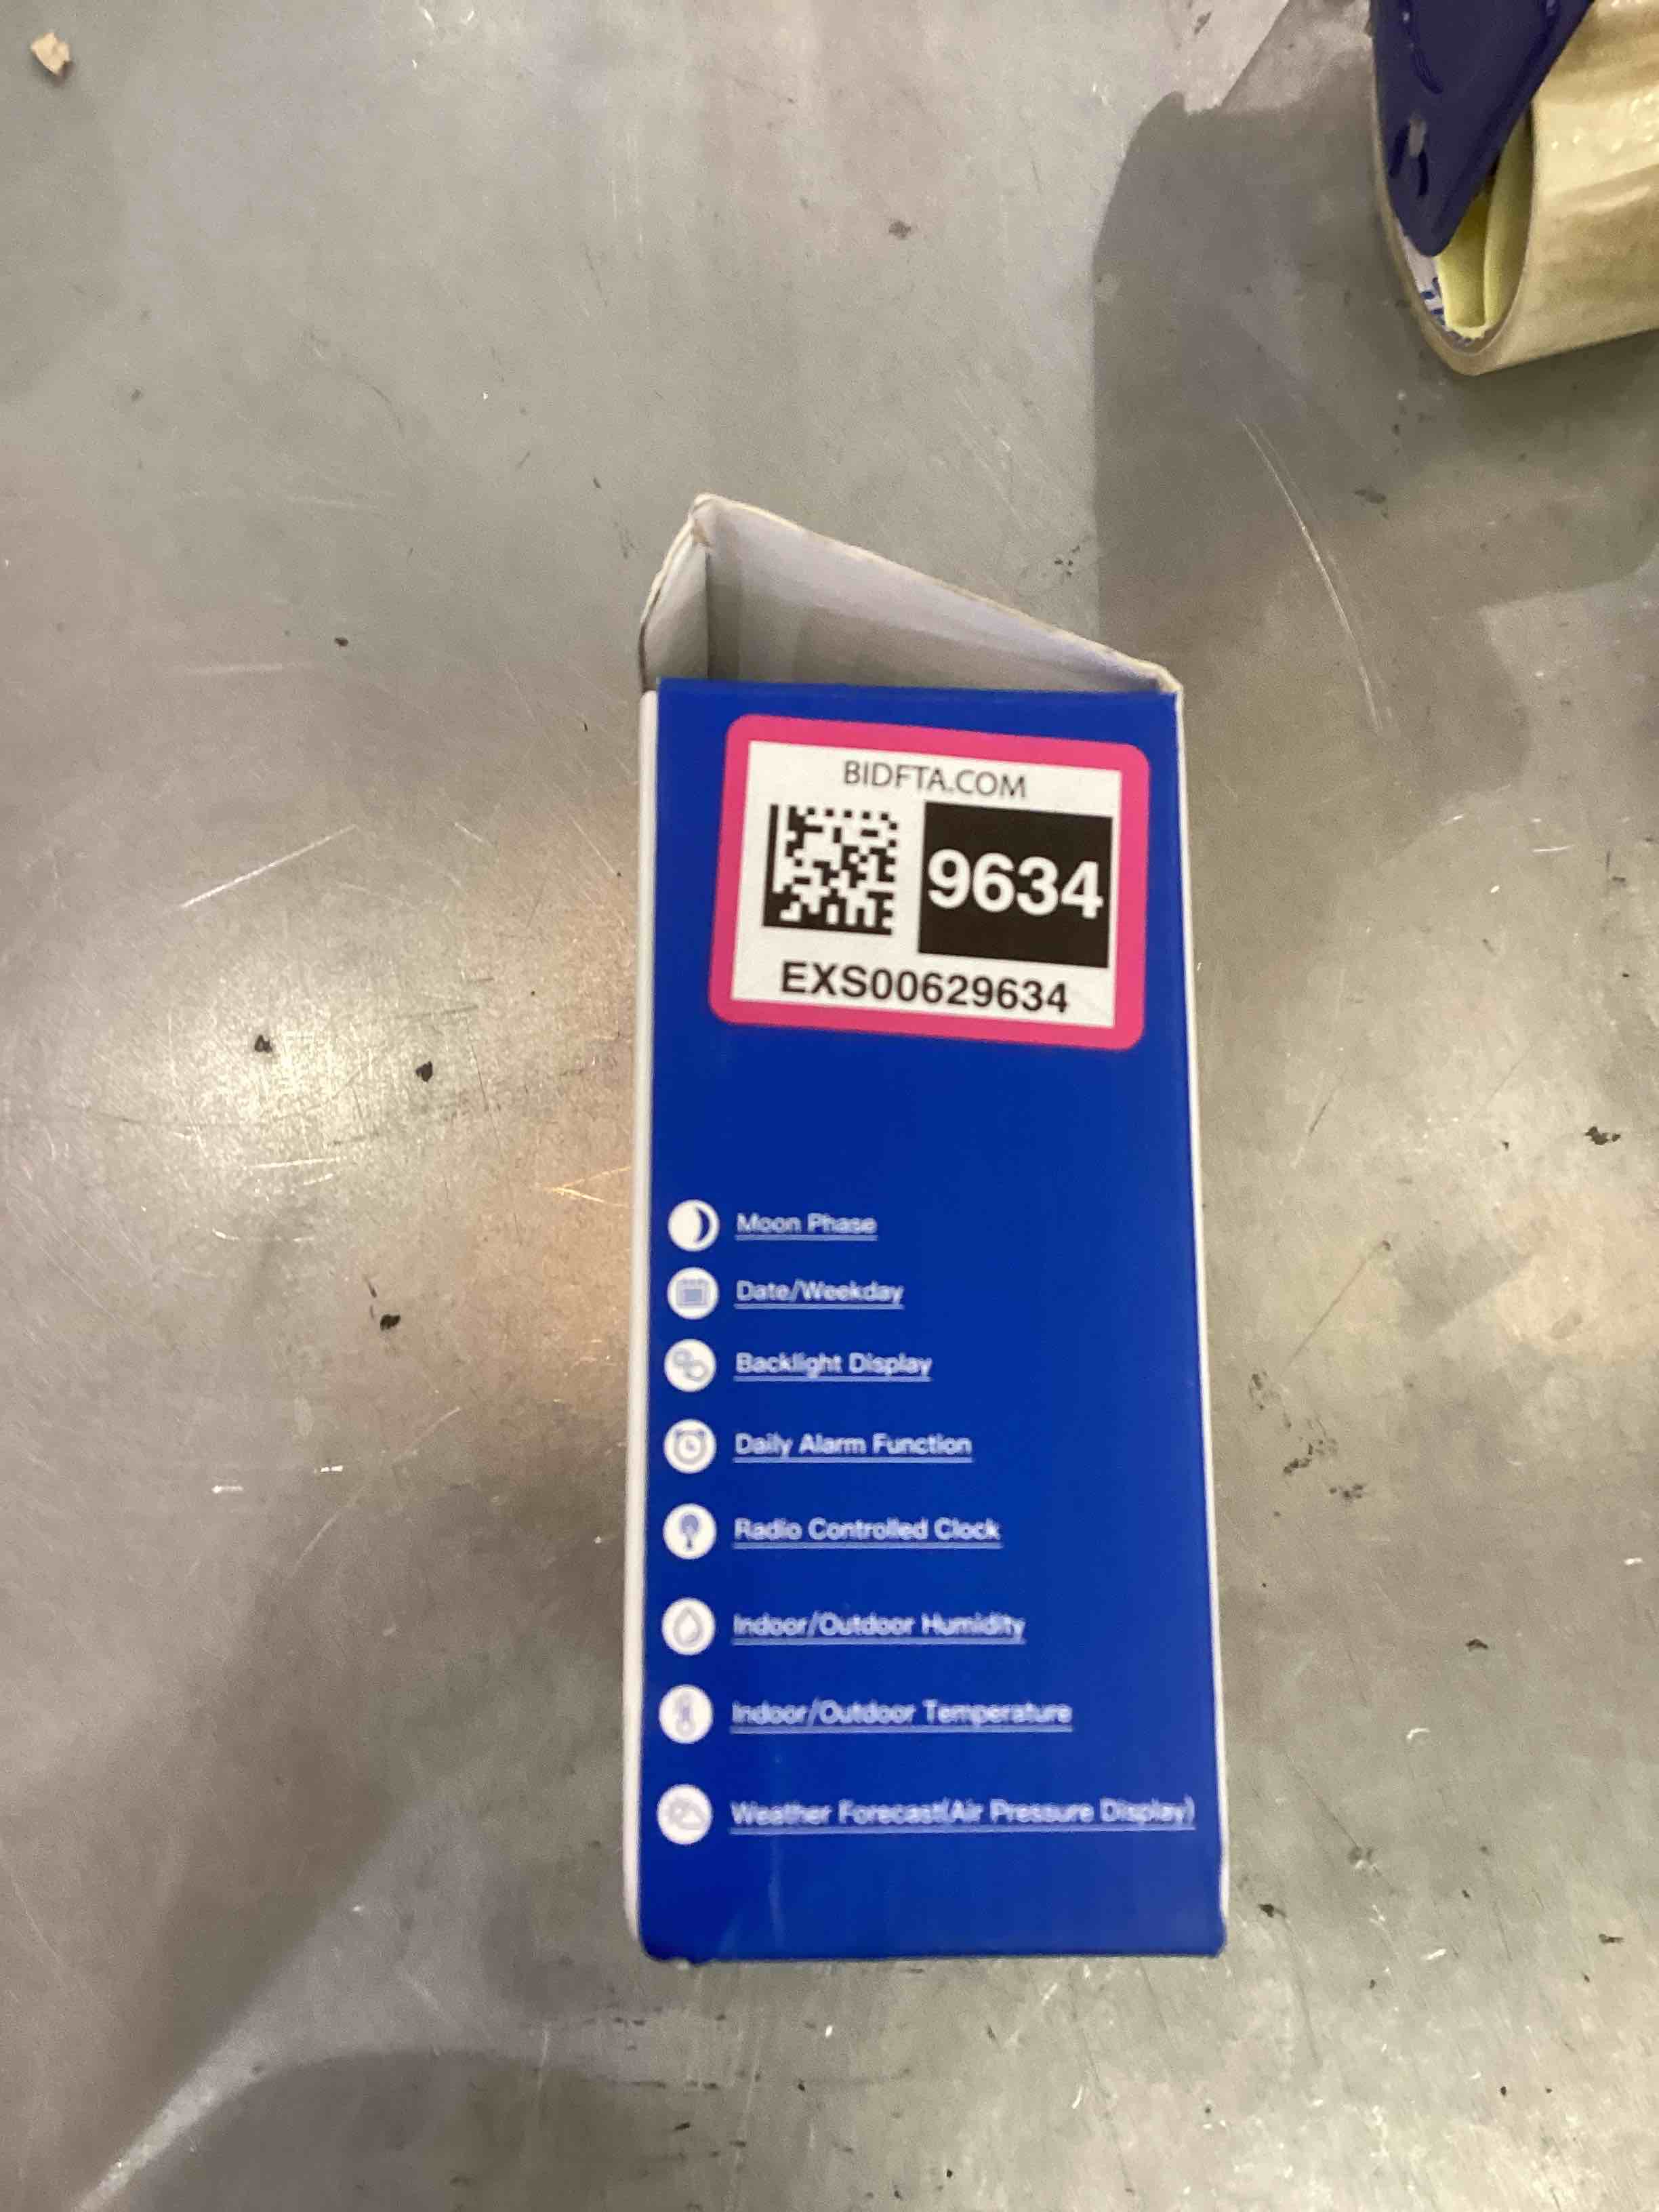 BIDFTA.COM
9634
EXS00629634
Moon Phase
Date/Weekday
Backlight Display
Daily Alarm Function
Radio Controlled Clock
Indoor/Outdoor Humidity
Indoor/Outdoor Temperature
Weather Forecast(Air Pressure Display)